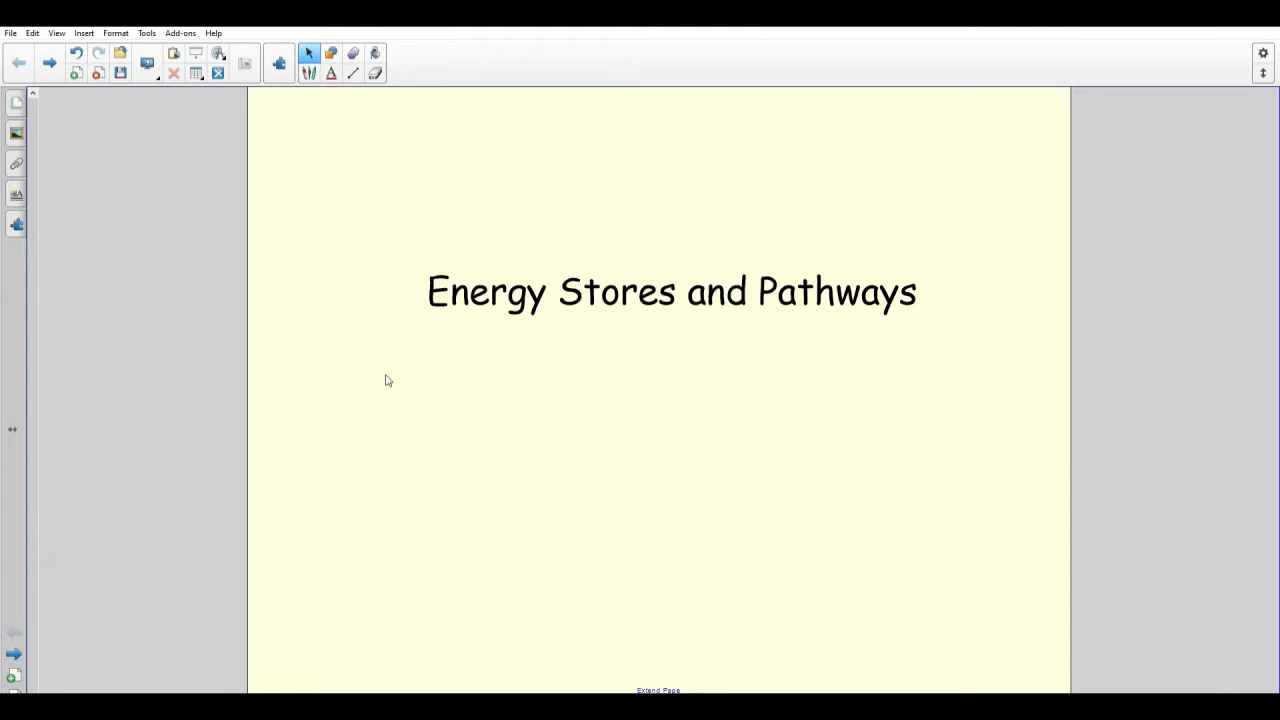 File Edit View Insert Format Tools Add-ons Help
Energy Stores and Pathways
Extend Page